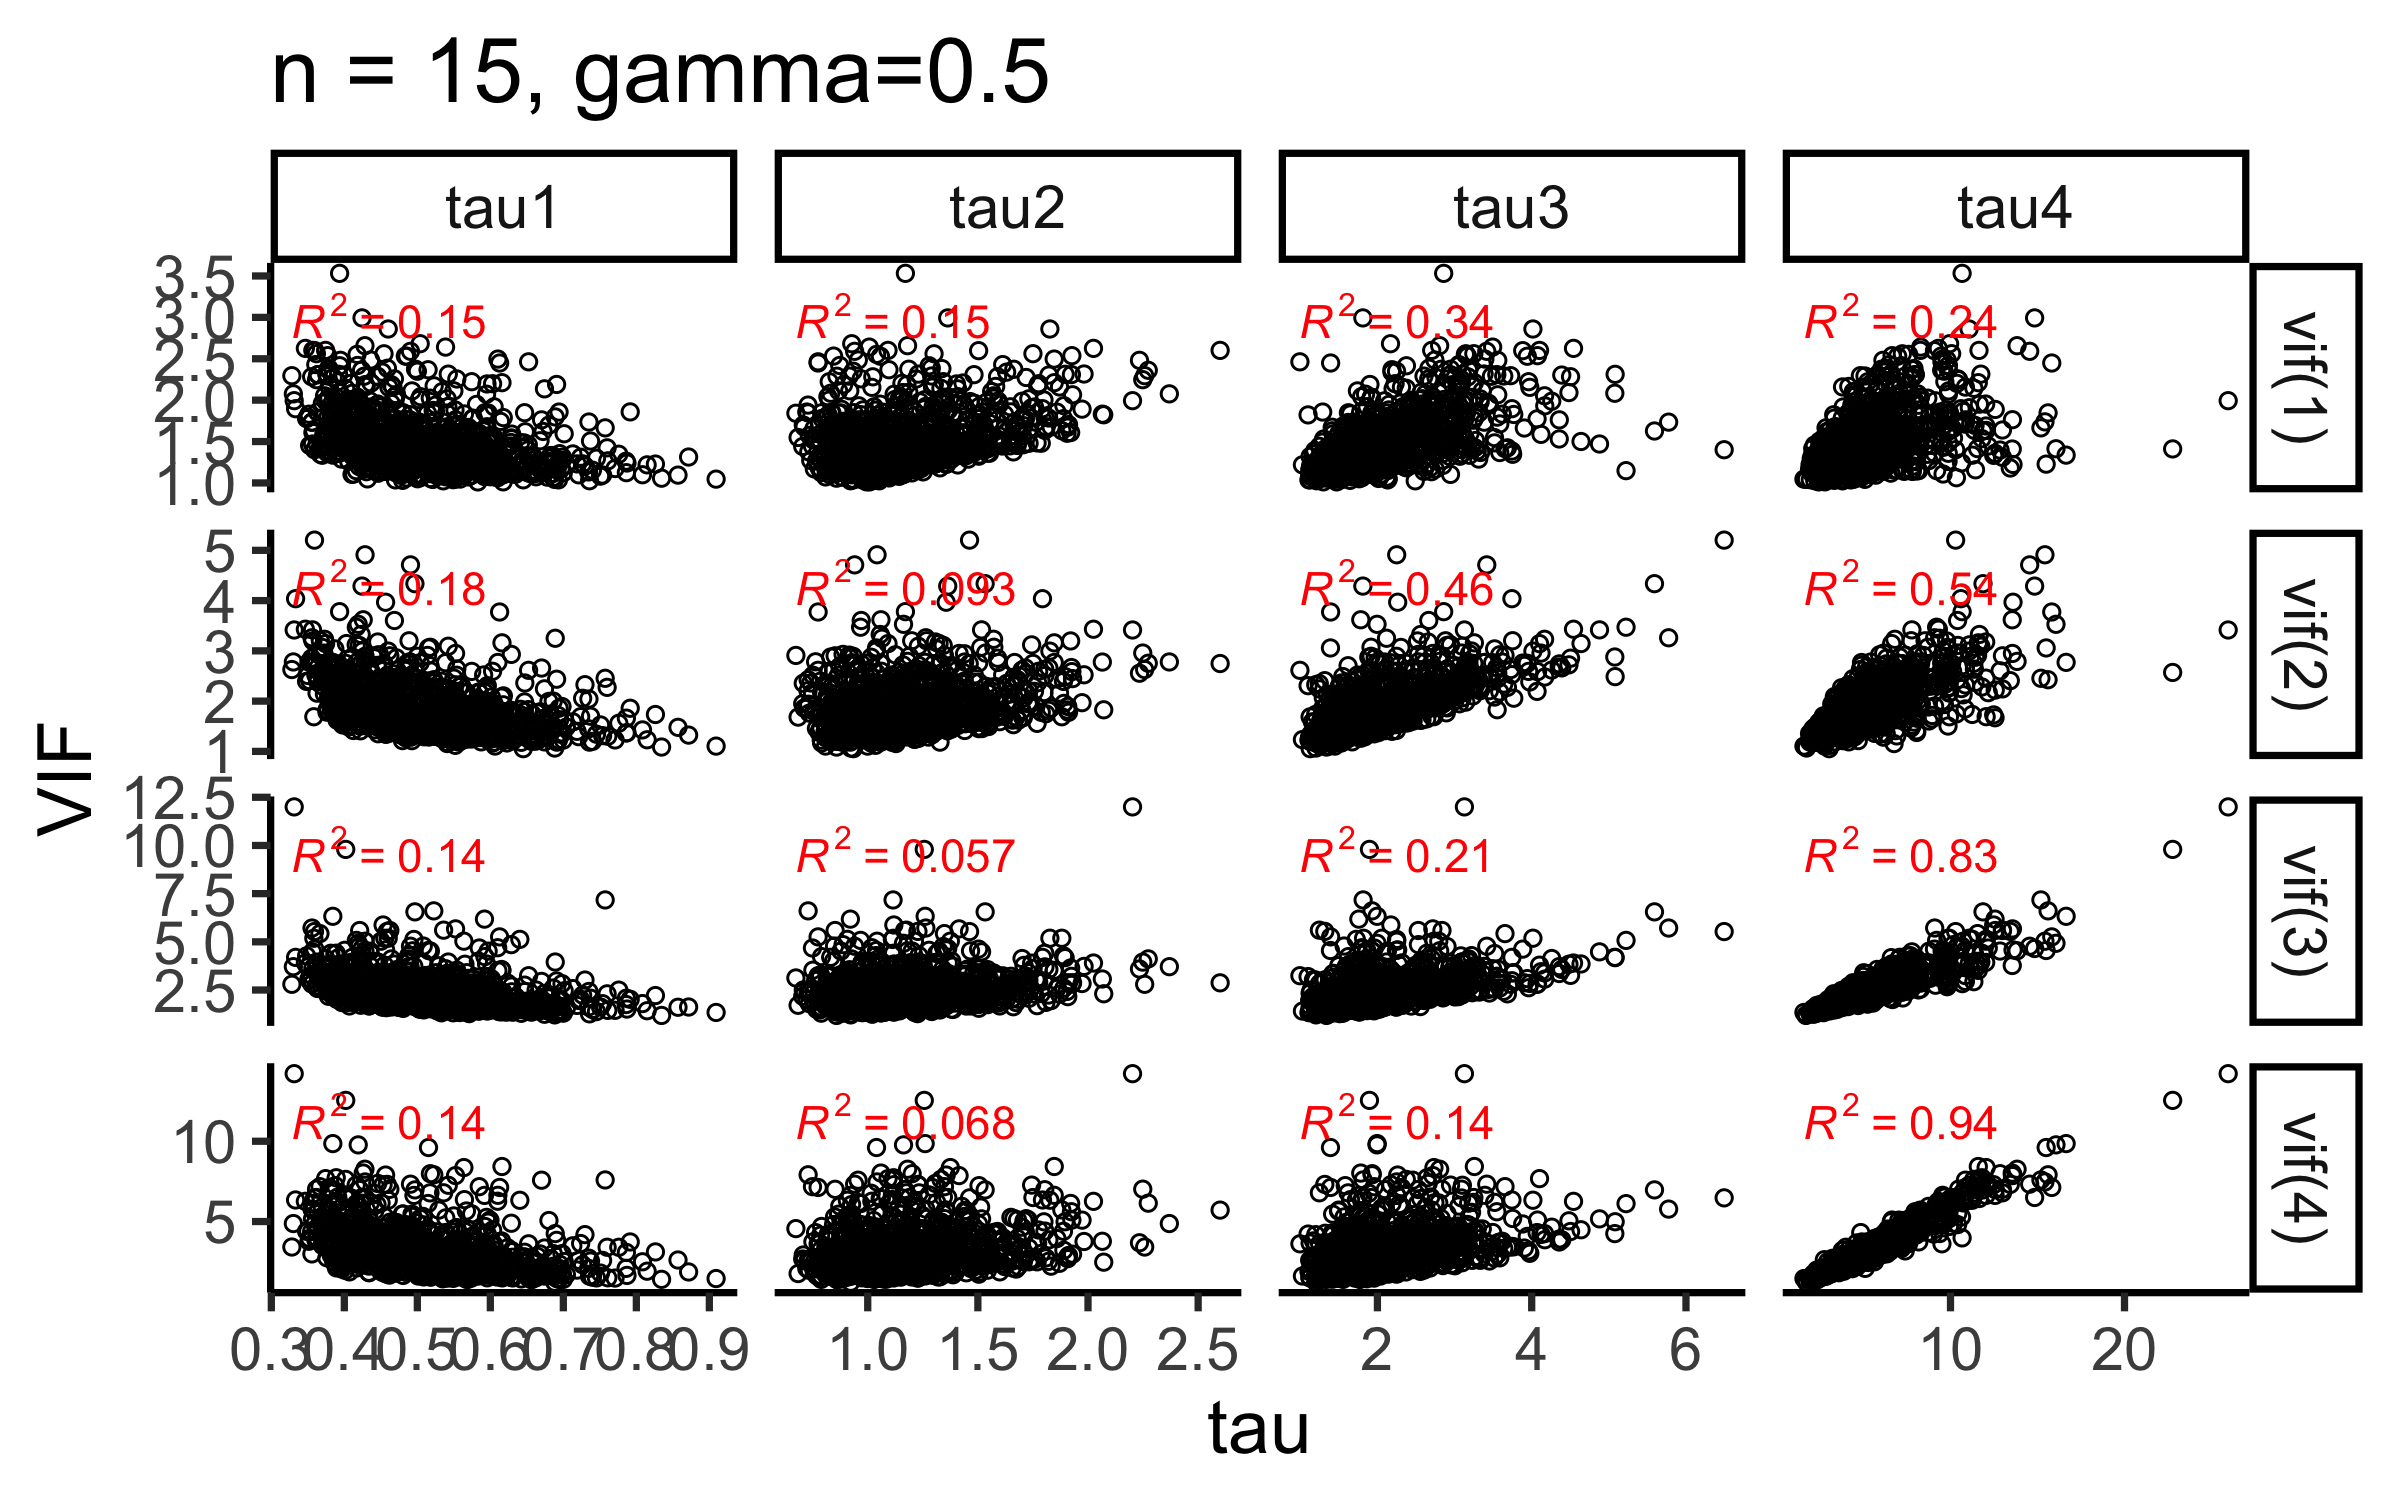 n = 15, gamma=0.5
tau1 tau2 tau3 tau4
3.5
3.0
2.5
2.0
1.5
1.0
R² = 0.15 R² = 0.15 R² = 0.34 R² = 0.24
vif(1)
5
4
3
2
1
R² = 0.18 R² = 0.093 R² = 0.46 R² = 0.54
vif(2)
VIF
12.5
10.0
7.5
5.0
2.5
R² = 0.14 R² = 0.057 R² = 0.21 R² = 0.83
vif(3)
10
5
R² = 0.14 R² = 0.068 R² = 0.14 R² = 0.94
vif(4)
0.3 0.4 0.5 0.6 0.7 0.8 0.9 1.0 1.5 2.0 2.5 2 4 6 10 20
tau